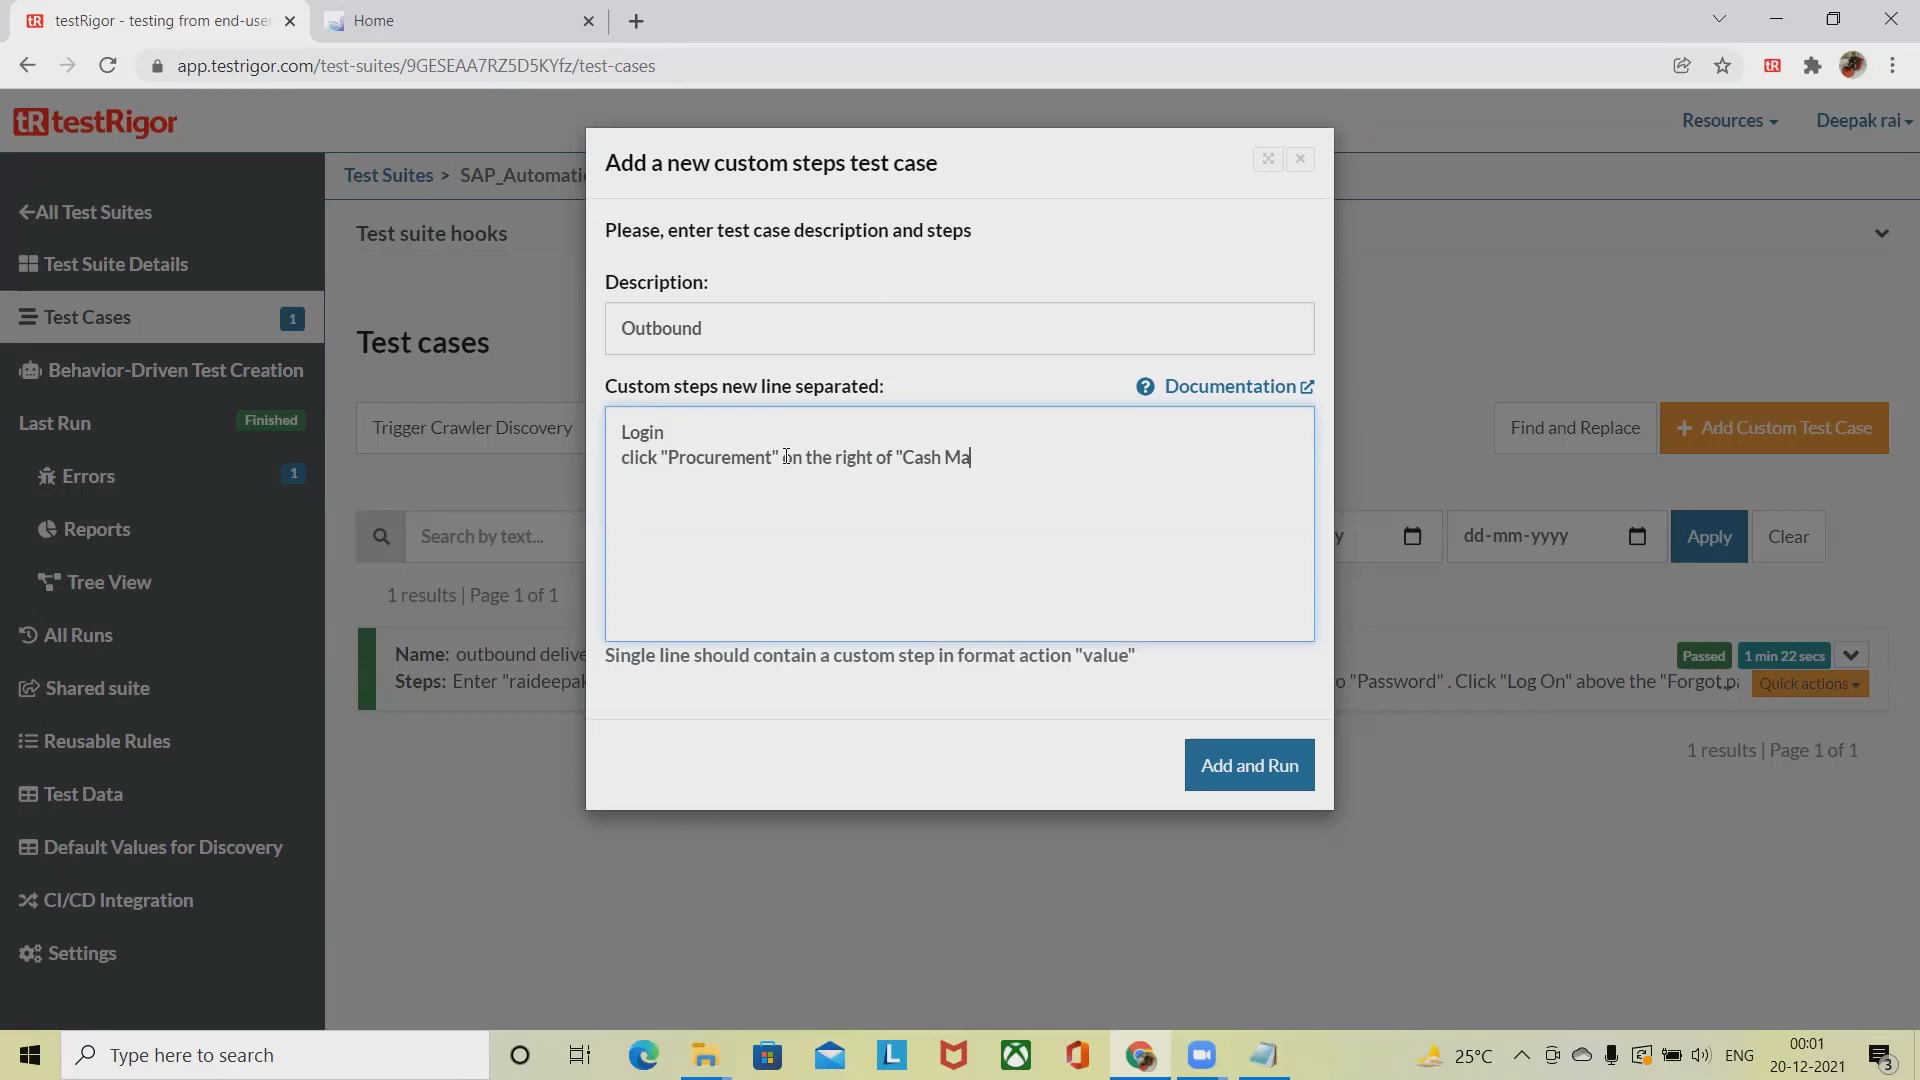 testRigor - testing from end-user
Home
app.testrigor.com/test-suites/9GESEAA7RZ5D5KYfz/test-cases
tR
tR testRigor
Resources
Deepak rai
All Test Suites
Test Suite Details
Test Cases
1
Behavior-Driven Test Creation
Last Run
Finished
Errors
1
Reports
Tree View
All Runs
Shared suite
Reusable Rules
Test Data
Default Values for Discovery
CI/CD Integration
Settings
Test Suites > SAP_Automati
Test suite hooks
Test cases
Trigger Crawler Discovery
Find and Replace
+ Add Custom Test Case
Search by text...
y
dd-mm-yyyy
Apply
Clear
1 results | Page 1 of 1
Name: outbound delive
Steps: Enter "raideepak
o "Password" . Click "Log On" above the "Forgot
Passed
1 min 22 secs
Quick actions
1 results | Page 1 of 1
Add a new custom steps test case
Please, enter test case description and steps
Description:
Outbound
Custom steps new line separated:
Documentation
Login
click "Procurement" on the right of "Cash Ma
Single line should contain a custom step in format action "value"
Add and Run
Type here to search
25°C
ENG
00:01
20-12-2021
3